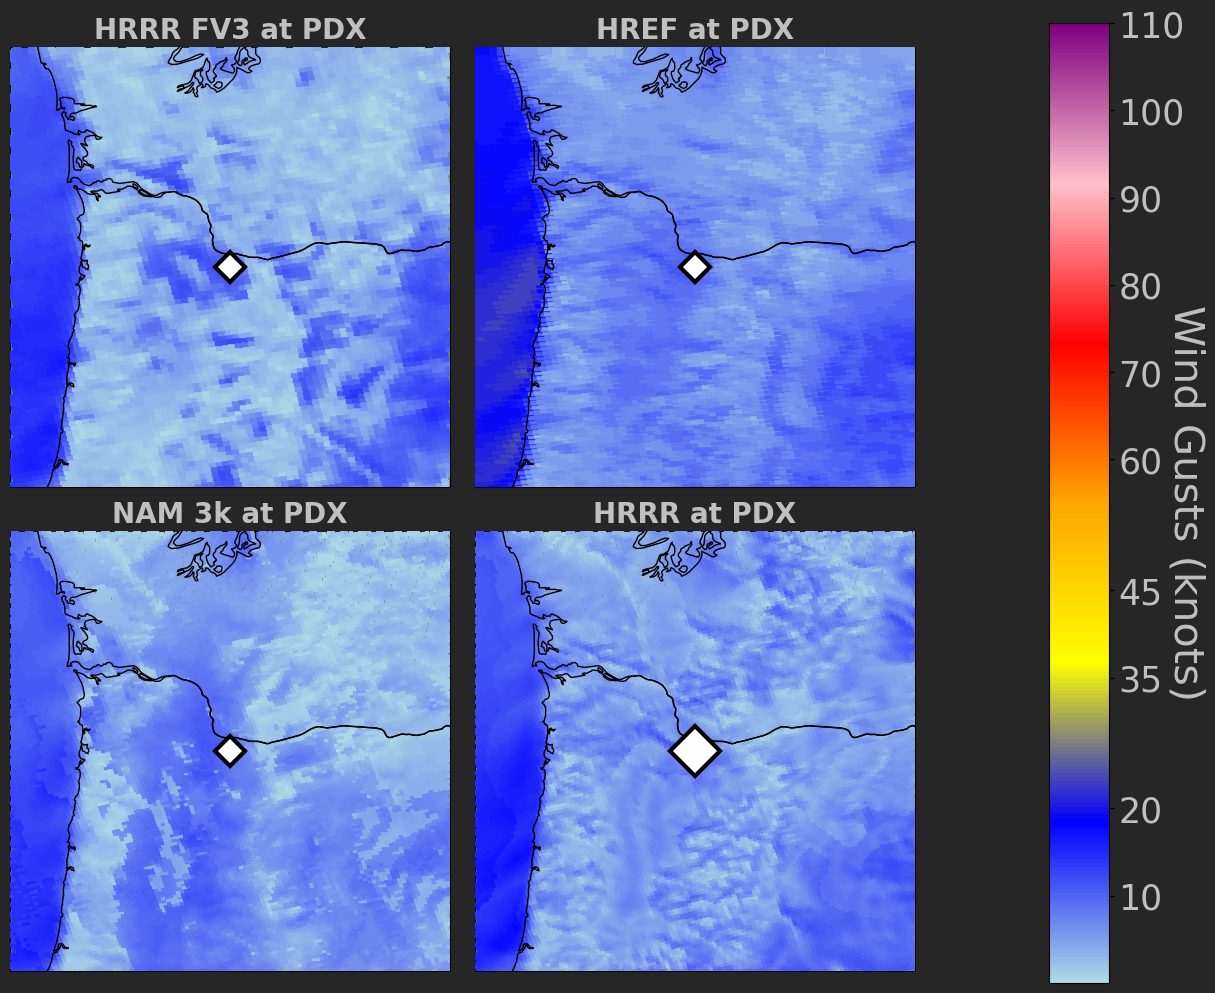 HRRR FV3 at PDX
HREF at PDX
NAM 3k at PDX
HRRR at PDX
110
100
90
80
70
60
45
35
20
10
Wind Gusts (knots)